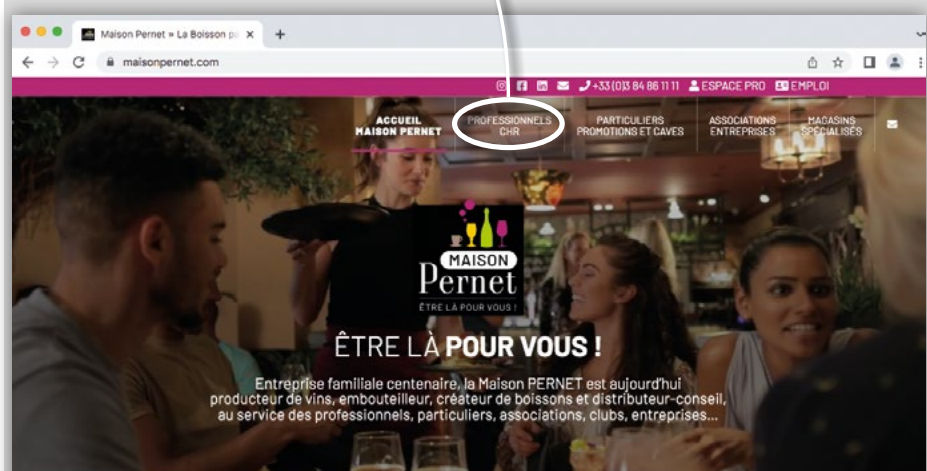 Maison Pernet » La Boisson p
maisonpernet.com
+33 (0)3 84 86 11 11 ESPACE PRO EMPLOI
ACCUEIL
MAISON PERNET
PROFESSIONNELS
CHR
PARTICULIERS
PROMOTIONS ET CAVES
ASSOCIATIONS
ENTREPRISES
MAGASINS
SPÉCIALISÉS
MAISON
Pernet
ÊTRE LÀ POUR VOUS !
ÊTRE LÀ POUR VOUS !
Entreprise familiale centenaire, la Maison PERNET est aujourd'hui
producteur de vins, embouteilleur, créateur de boissons et distributeur-conseil,
au service des professionnels, particuliers, associations, clubs, entreprises...